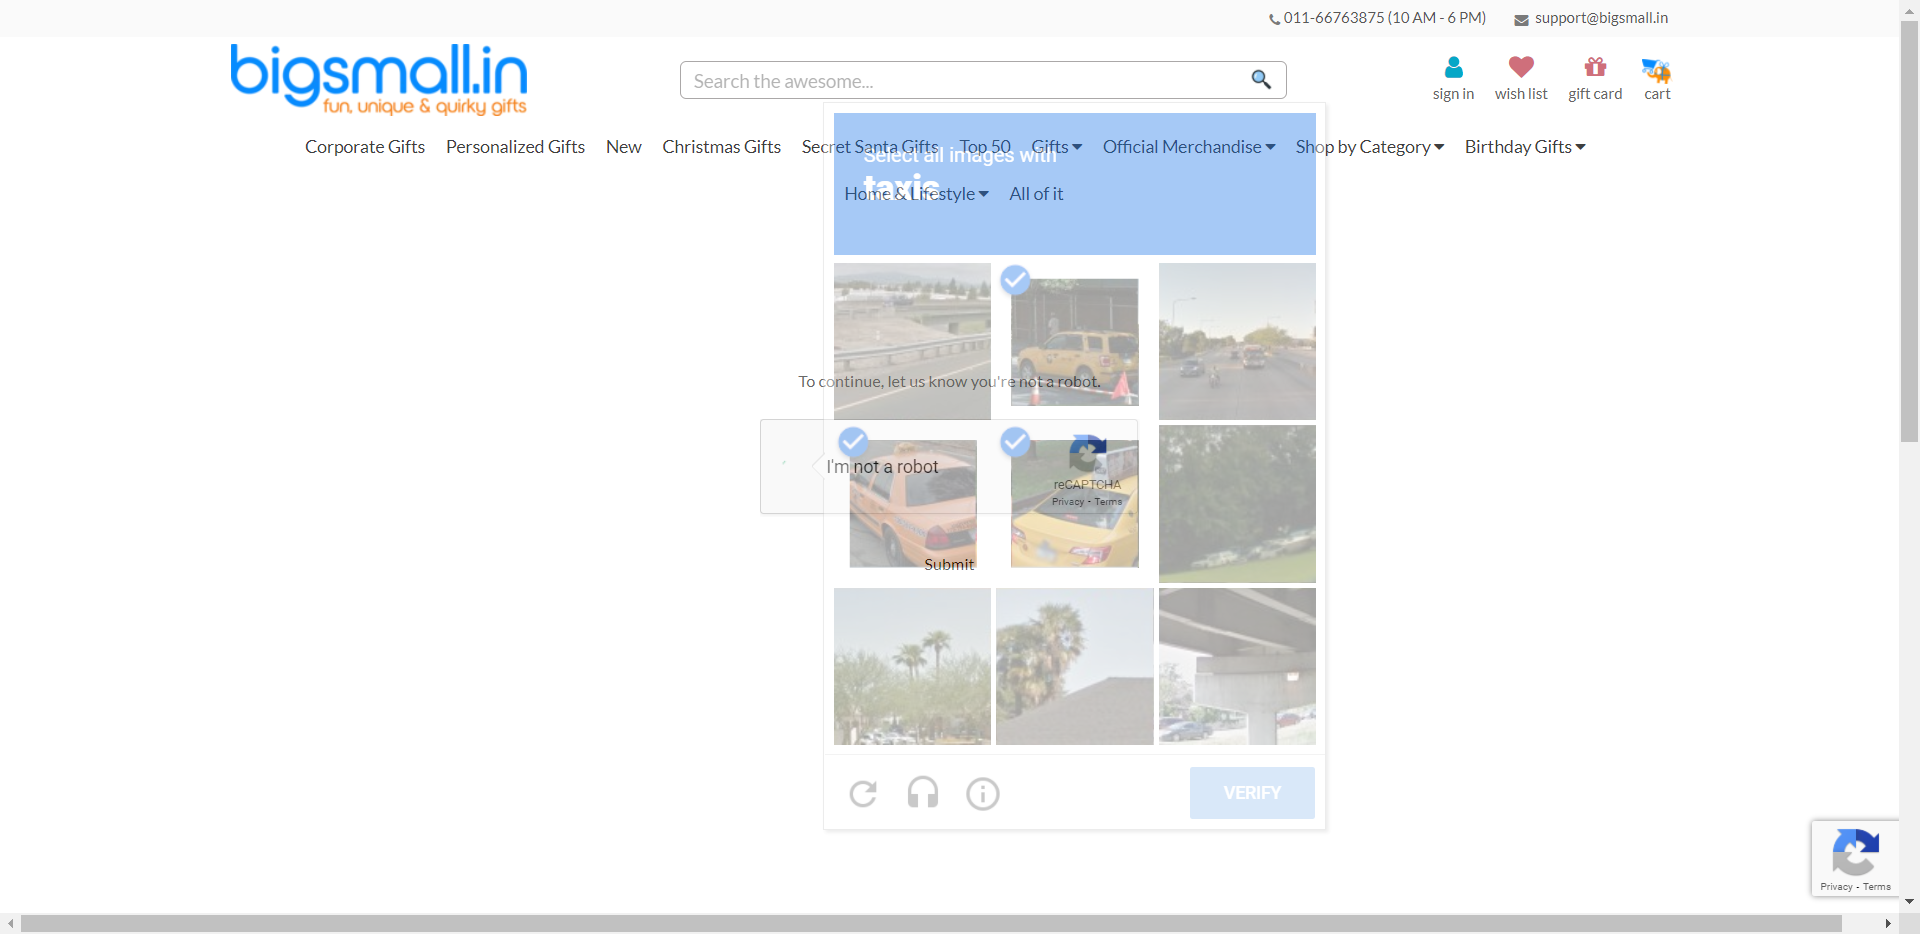 011-66763875 (10 AM - 6 PM) support@bigsmall.in
bigsmall.in
fun, unique & quirky gifts
Search the awesome...
sign in wish list gift card cart
Corporate Gifts Personalized Gifts New Christmas Gifts Secret Santa Gifts Top 50 Gifts Official Merchandise Shop by Category Birthday Gifts
Select all images with
taxis
Home & Lifestyle All of it
To continue, let us know you're not a robot.
I'm not a robot
reCAPTCHA
Privacy - Terms
Submit
VERIFY
Privacy - Terms